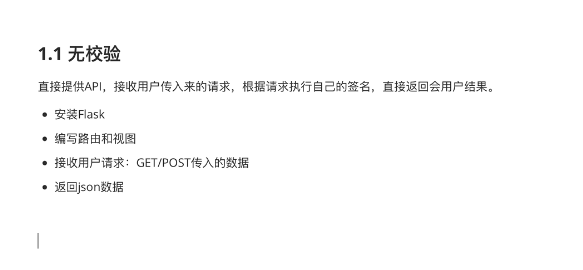 1.1 无校验
直接提供API，接收用户传入来的请求，根据请求执行自己的签名，直接返回会用户结果。
安装Flask
编写路由和视图
接收用户请求：GET/POST传入的数据
返回json数据